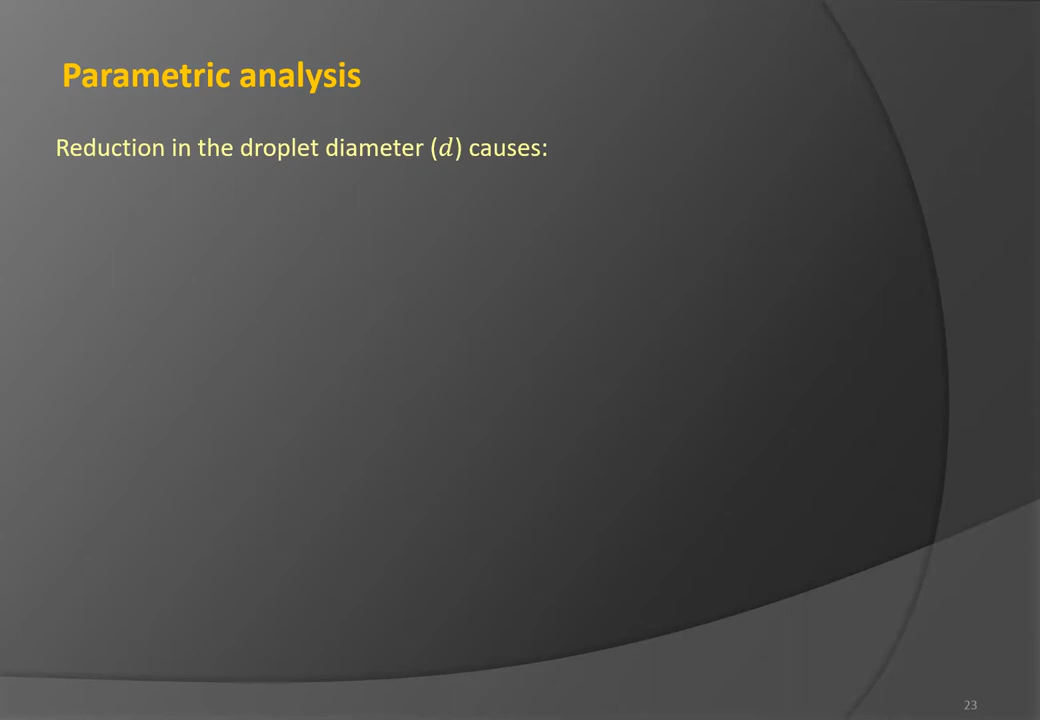 Parametric analysis
Reduction in the droplet diameter (𝑑) causes:
23